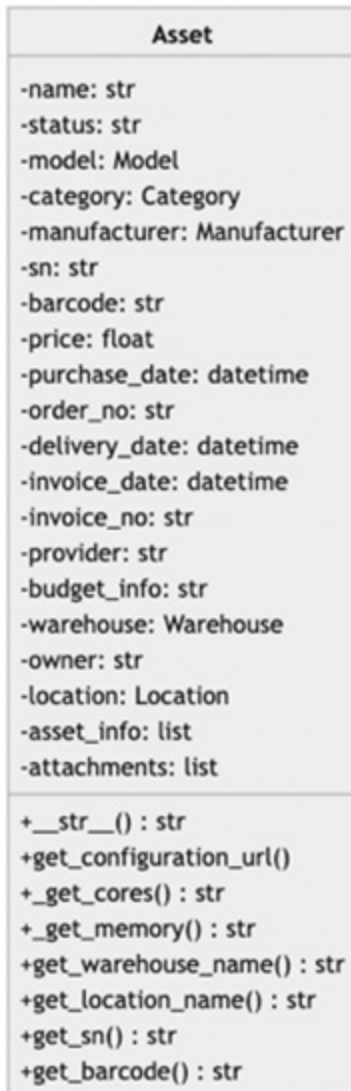 Asset
-name: str
-status: str
-model: Model
-category: Category
-manufacturer: Manufacturer
-sn: str
-barcode: str
-price: float
-purchase_date: datetime
-order_no: str
-delivery_date: datetime
-invoice_date: datetime
-invoice_no: str
-provider: str
-budget_info: str
-warehouse: Warehouse
-owner: str
-location: Location
-asset_info: list
-attachments: list
+__str__() : str
+get_configuration_url()
+_get_cores() : str
+_get_memory() : str
+get_warehouse_name() : str
+get_location_name() : str
+get_sn() : str
+get_barcode() : str